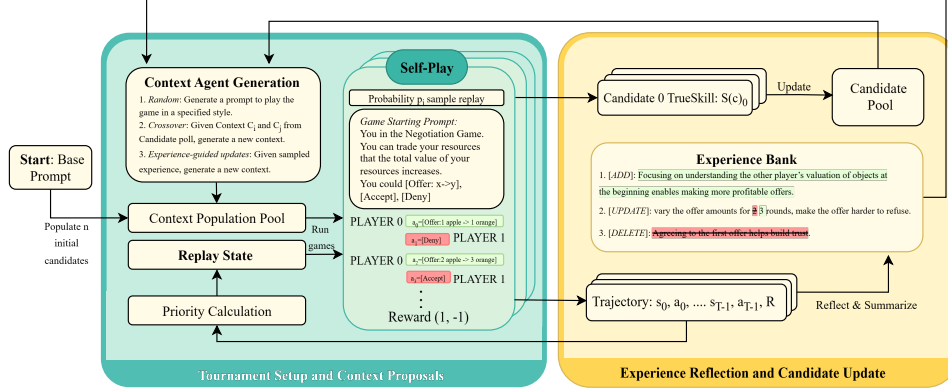 Start: Base
Prompt
Populate n
initial
candidates
Context Agent Generation
1. Random: Generate a prompt to play the
game in a specified style.
2. Crossover: Given Context Ci and Cj from
Candidate poll, generate a new context.
3. Experience-guided updates: Given sampled
experience, generate a new context.
Context Population Pool
Replay State
Priority Calculation
Run
games
Self-Play
Probability pi sample replay
Game Starting Prompt:
You in the Negotiation Game.
You can trade your resources
that the total value of your
resources increases.
You could [Offer: x->y],
[Accept], [Deny]
PLAYER 0 a0=[Offer:1 apple -> 1 orange]
a1=[Deny] PLAYER 1
PLAYER 0 a2=[Offer:2 apple -> 3 orange]
a3=[Accept] PLAYER 1
Reward (1, -1)
Tournament Setup and Context Proposals
Candidate 0 TrueSkill: S(c)0
Update
Candidate
Pool
Experience Bank
1. [ADD]: Focusing on understanding the other player's valuation of objects at
the beginning enables making more profitable offers.
2. [UPDATE]: vary the offer amounts for 2 3 rounds, make the offer harder to refuse.
3. [DELETE]: Agreeing to the first offer helps build trust.
Trajectory: s0, a0, .... sT-1, aT-1, R
Reflect & Summarize
Experience Reflection and Candidate Update